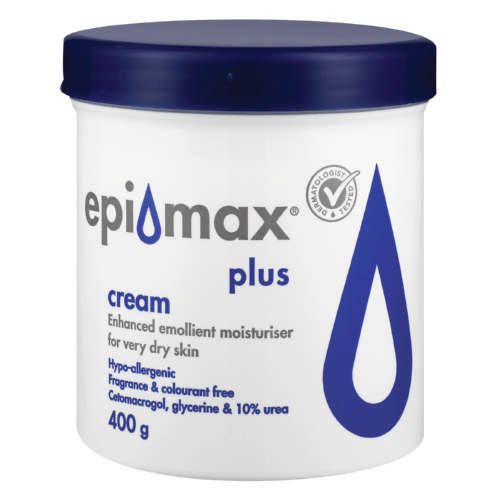 DERMATOLOGIST
TESTED
epimax®
plus
cream
Enhanced emollient moisturiser
for very dry skin
Hypo-allergenic
Fragrance & colourant free
Cetomacrogol, glycerine & 10% urea
400 g